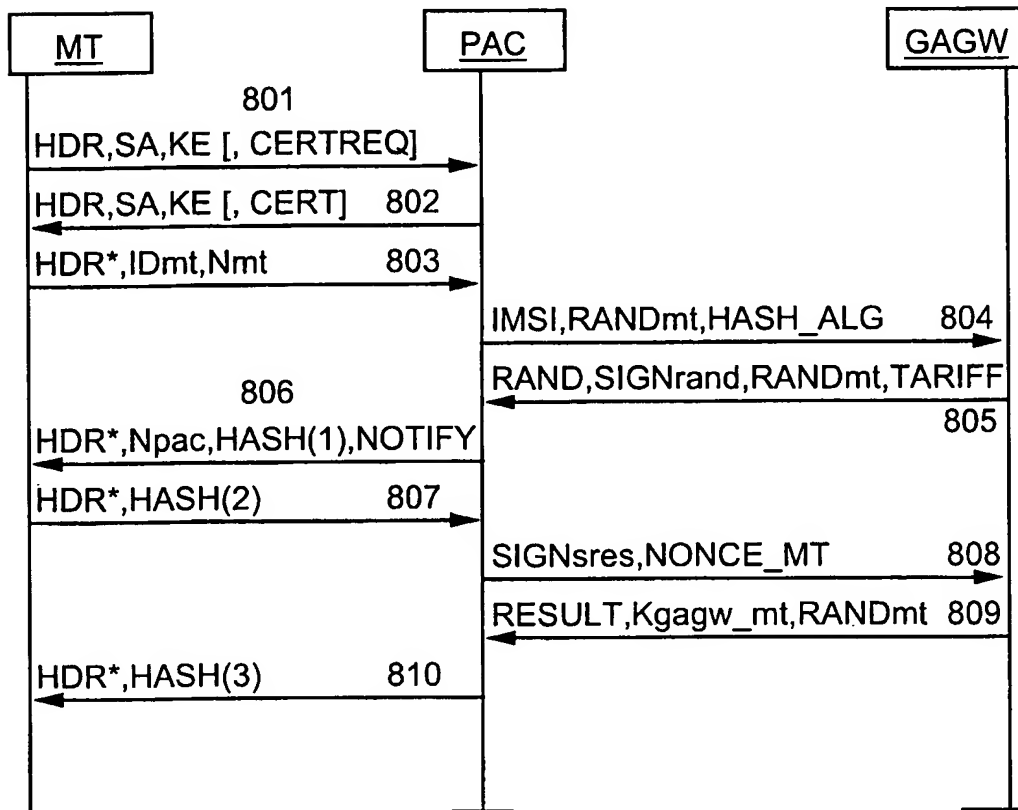 MT PAC GAGW
801
HDR,SA,KE [, CERTREQ]
HDR,SA,KE [, CERT] 802
HDR*,IDmt,Nmt 803
IMSI,RANDmt,HASH_ALG 804
RAND,SIGNrand,RANDmt,TARIFF
805
806
HDR*,Npac,HASH(1),NOTIFY
HDR*,HASH(2) 807
SIGNsres,NONCE_MT 808
RESULT,Kgagw_mt,RANDmt 809
HDR*,HASH(3) 810